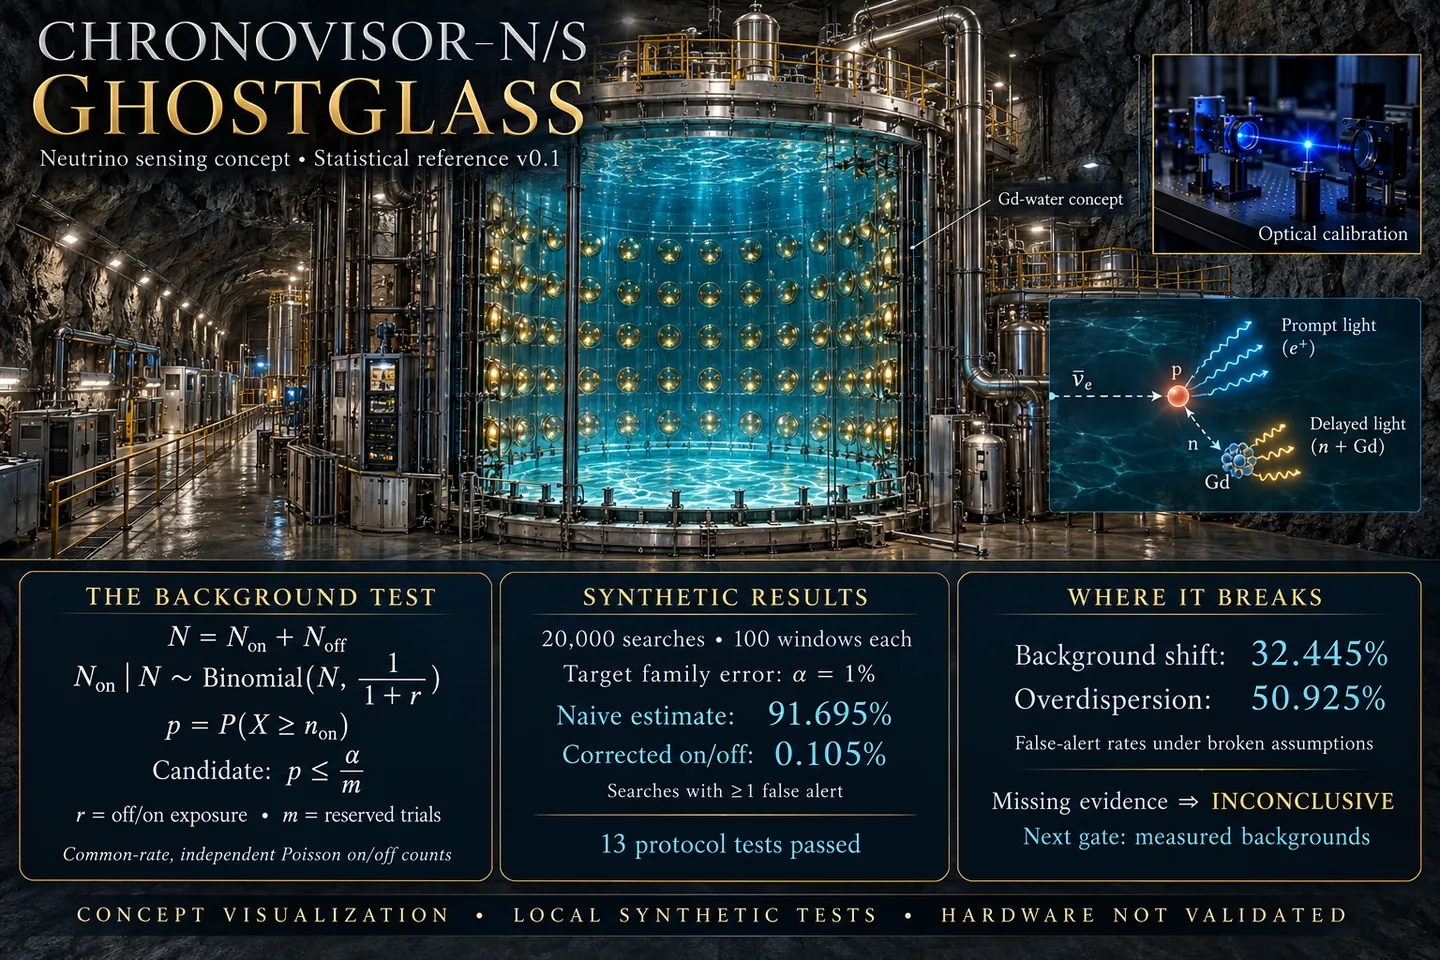 CHRONOVISOR–N/S
GHOSTGLASS
Neutrino sensing concept • Statistical reference v0.1
Gd-water concept
Optical calibration
Prompt light
(e⁺)
ν̄ₑ
p
Delayed light
(n + Gd)
n
Gd
THE BACKGROUND TEST
N = N_on + N_off
N_on | N ~ Binomial(N, 1/(1 + r))
p = P(X ≥ n_on)
Candidate: p ≤ α/m
r = off/on exposure • m = reserved trials
Common-rate, independent Poisson on/off counts
SYNTHETIC RESULTS
20,000 searches • 100 windows each
Target family error: α = 1%
Naive estimate: 91.695%
Corrected on/off: 0.105%
Searches with ≥1 false alert
13 protocol tests passed
WHERE IT BREAKS
Background shift: 32.445%
Overdispersion: 50.925%
False-alert rates under broken assumptions
Missing evidence ⇒ INCONCLUSIVE
Next gate: measured backgrounds
CONCEPT VISUALIZATION • LOCAL SYNTHETIC TESTS • HARDWARE NOT VALIDATED